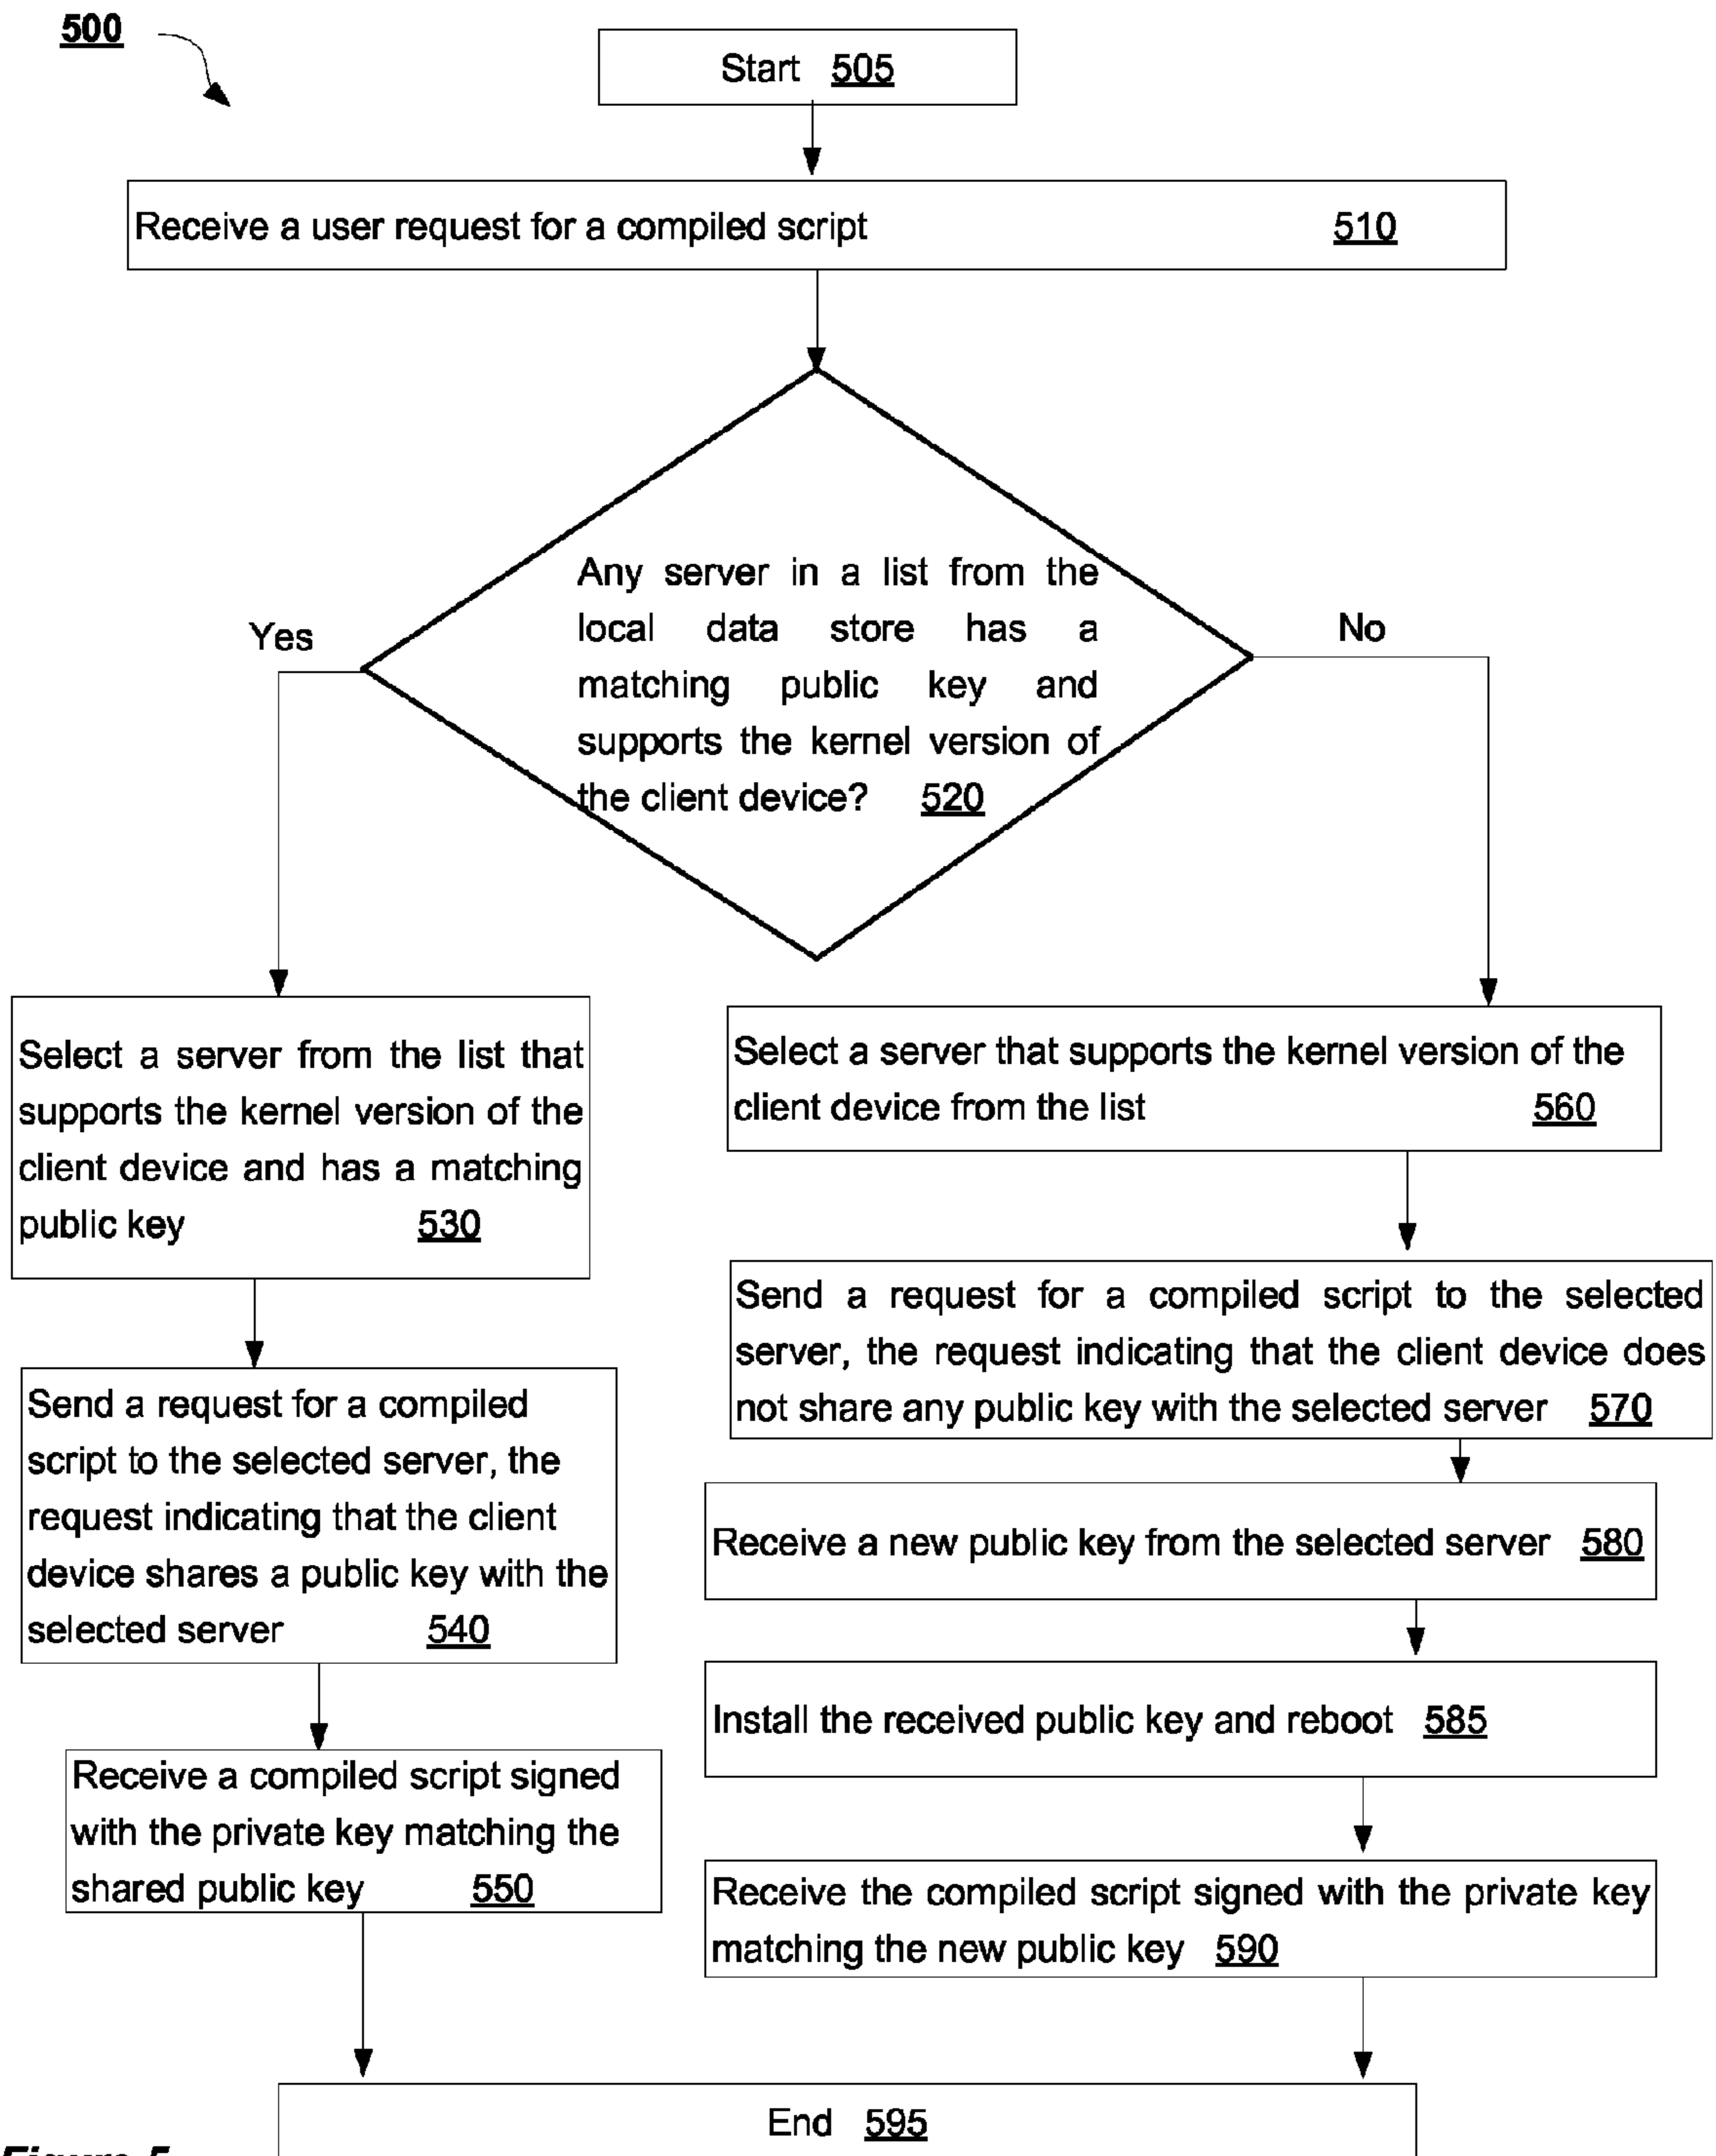 500
Start 505
Receive a user request for a compiled script 510
Any server in a list from the
local data store has a
matching public key and
supports the kernel version of
the client device? 520
Yes
No
Select a server from the list that
supports the kernel version of the
client device and has a matching
public key 530
Send a request for a compiled
script to the selected server, the
request indicating that the client
device shares a public key with the
selected server 540
Receive a compiled script signed
with the private key matching the
shared public key 550
Select a server that supports the kernel version of the
client device from the list 560
Send a request for a compiled script to the selected
server, the request indicating that the client device does
not share any public key with the selected server 570
Receive a new public key from the selected server 580
Install the received public key and reboot 585
Receive the compiled script signed with the private key
matching the new public key 590
End 595
Figure 5